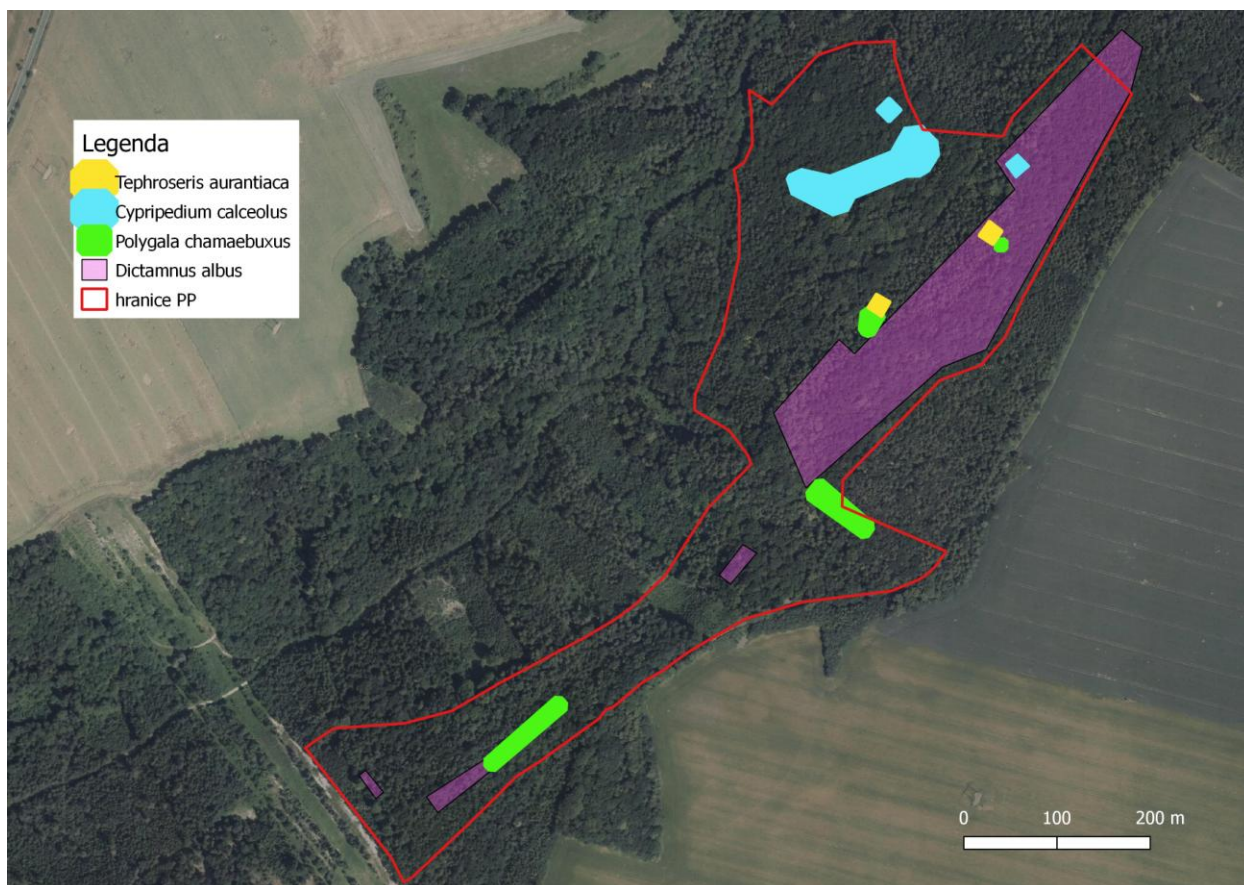 Legenda
Tephroseris aurantiaca
Cypripedium calceolus
Polygala chamaebuxus
Dictamnus albus
hranice PP
0 100 200 m